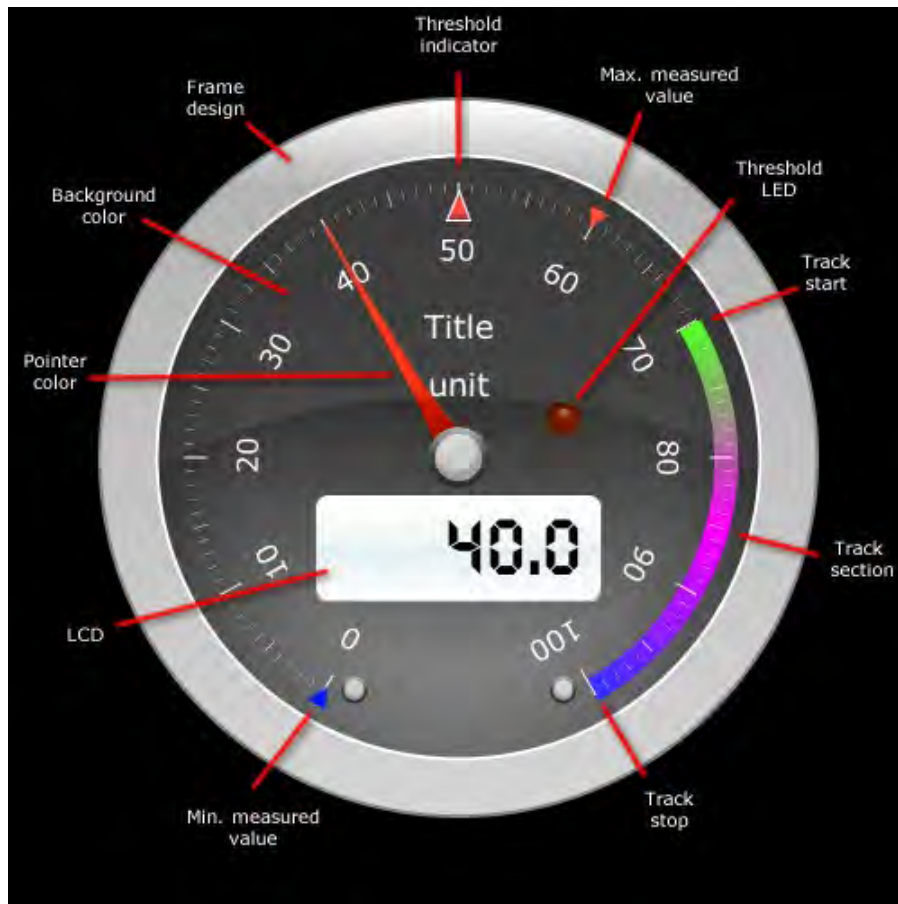 Threshold
indicator
Max. measured
value
Frame
design
Threshold
LED
Background
color
Track
start
50
40
60
Title
30
70
Pointer
color
unit
20
80
40.0
Track
section
10
90
LCD
0
100
Min. measured
value
Track
stop